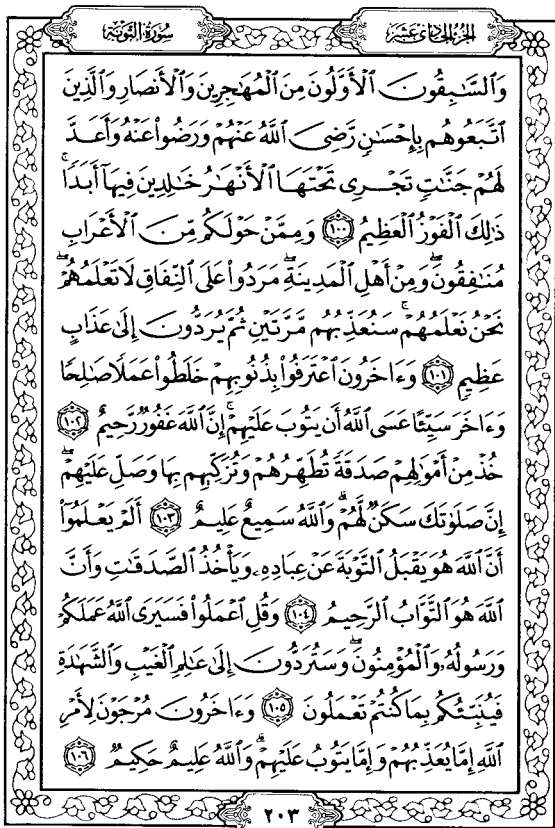 الجزء الحادي عشر
سورة التوبة
وَٱلسَّٰبِقُونَ ٱلْأَوَّلُونَ مِنَ ٱلْمُهَٰجِرِينَ وَٱلْأَنصَارِ وَٱلَّذِينَ
ٱتَّبَعُوهُم بِإِحْسَٰنٍ رَّضِىَ ٱللَّهُ عَنْهُمْ وَرَضُوا۟ عَنْهُ وَأَعَدَّ
لَهُمْ جَنَّٰتٍ تَجْرِى تَحْتَهَا ٱلْأَنْهَٰرُ خَٰلِدِينَ فِيهَآ أَبَدًا ۚ
ذَٰلِكَ ٱلْفَوْزُ ٱلْعَظِيمُ ١٠٠ وَمِمَّنْ حَوْلَكُم مِّنَ ٱلْأَعْرَابِ
مُنَٰفِقُونَ ۖ وَمِنْ أَهْلِ ٱلْمَدِينَةِ ۖ مَرَدُوا۟ عَلَى ٱلنِّفَاقِ لَا تَعْلَمُهُمْ ۖ
نَحْنُ نَعْلَمُهُمْ ۚ سَنُعَذِّبُهُم مَّرَّتَيْنِ ثُمَّ يُرَدُّونَ إِلَىٰ عَذَابٍ
عَظِيمٍ ١٠١ وَءَاخَرُونَ ٱعْتَرَفُوا۟ بِذُنُوبِهِمْ خَلَطُوا۟ عَمَلًا صَٰلِحًا
وَءَاخَرَ سَيِّئًا عَسَى ٱللَّهُ أَن يَتُوبَ عَلَيْهِمْ ۚ إِنَّ ٱللَّهَ غَفُورٌ رَّحِيمٌ ١٠٢
خُذْ مِنْ أَمْوَٰلِهِمْ صَدَقَةً تُطَهِّرُهُمْ وَتُزَكِّيهِم بِهَا وَصَلِّ عَلَيْهِمْ ۖ
إِنَّ صَلَوٰتَكَ سَكَنٌ لَّهُمْ ۗ وَٱللَّهُ سَمِيعٌ عَلِيمٌ ١٠٣ أَلَمْ يَعْلَمُوٓا۟
أَنَّ ٱللَّهَ هُوَ يَقْبَلُ ٱلتَّوْبَةَ عَنْ عِبَادِهِۦ وَيَأْخُذُ ٱلصَّدَقَٰتِ وَأَنَّ
ٱللَّهَ هُوَ ٱلتَّوَّابُ ٱلرَّحِيمُ ١٠٤ وَقُلِ ٱعْمَلُوا۟ فَسَيَرَى ٱللَّهُ عَمَلَكُمْ
وَرَسُولُهُۥ وَٱلْمُؤْمِنُونَ ۖ وَسَتُرَدُّونَ إِلَىٰ عَٰلِمِ ٱلْغَيْبِ وَٱلشَّهَٰدَةِ
فَيُنَبِّئُكُم بِمَا كُنتُمْ تَعْمَلُونَ ١٠٥ وَءَاخَرُونَ مُرْجَوْنَ لِأَمْرِ
ٱللَّهِ إِمَّا يُعَذِّبُهُمْ وَإِمَّا يَتُوبُ عَلَيْهِمْ ۗ وَٱللَّهُ عَلِيمٌ حَكِيمٌ ١٠٦
٢٠٣